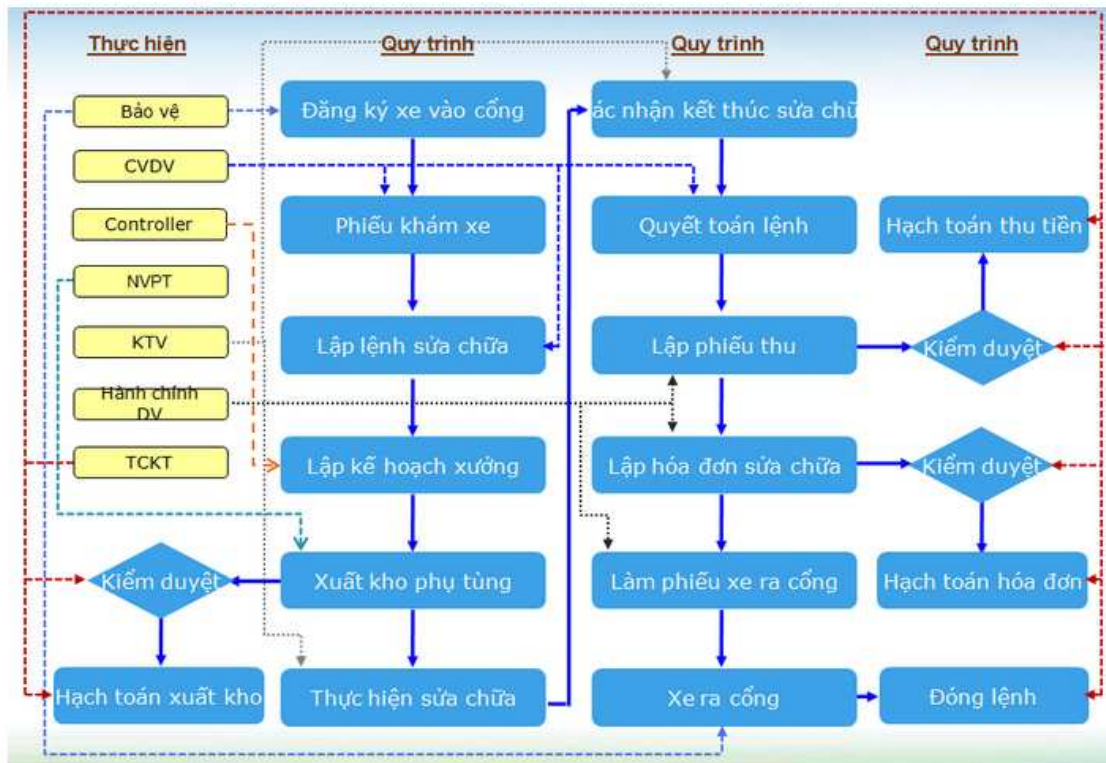 Thực hiện
Quy trình
Quy trình
Quy trình
Bảo vệ
CVDV
Controller
NVPT
KTV
Hành chính
DV
TCKT
Kiểm duyệt
Hạch toán xuất kho
Đăng ký xe vào cổng
Phiếu khám xe
Lập lệnh sửa chữa
Lập kế hoạch xưởng
Xuất kho phụ tùng
Thực hiện sửa chữa
ác nhận kết thúc sửa chữ
Quyết toán lệnh
Lập phiếu thu
Lập hóa đơn sửa chữa
Làm phiếu xe ra cổng
Xe ra cổng
Hạch toán thu tiền
Kiểm duyệt
Kiểm duyệt
Hạch toán hóa đơn
Đóng lệnh